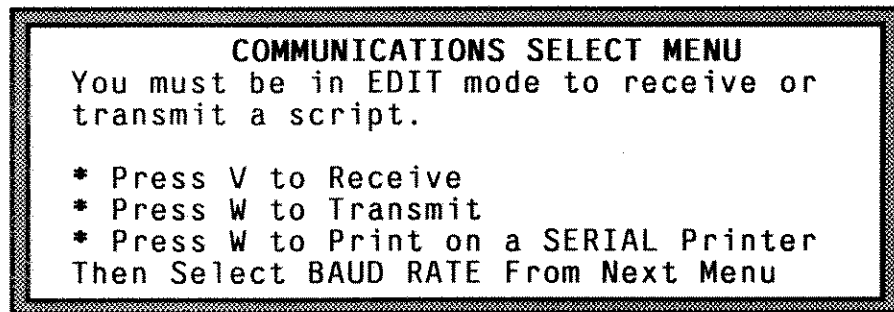 COMMUNICATIONS SELECT MENU
You must be in EDIT mode to receive or
transmit a script.
* Press V to Receive
* Press W to Transmit
* Press W to Print on a SERIAL Printer
Then Select BAUD RATE From Next Menu